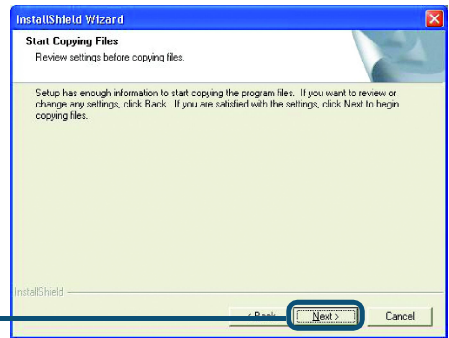 InstallShield Wizard
Start Copying Files
Review settings before copying files.
Setup has enough information to start copying the program files. If you want to review or
change any settings, click Back. If you are satisfied with the settings, click Next to begin
copying files.
InstallShield
< Back Next > Cancel